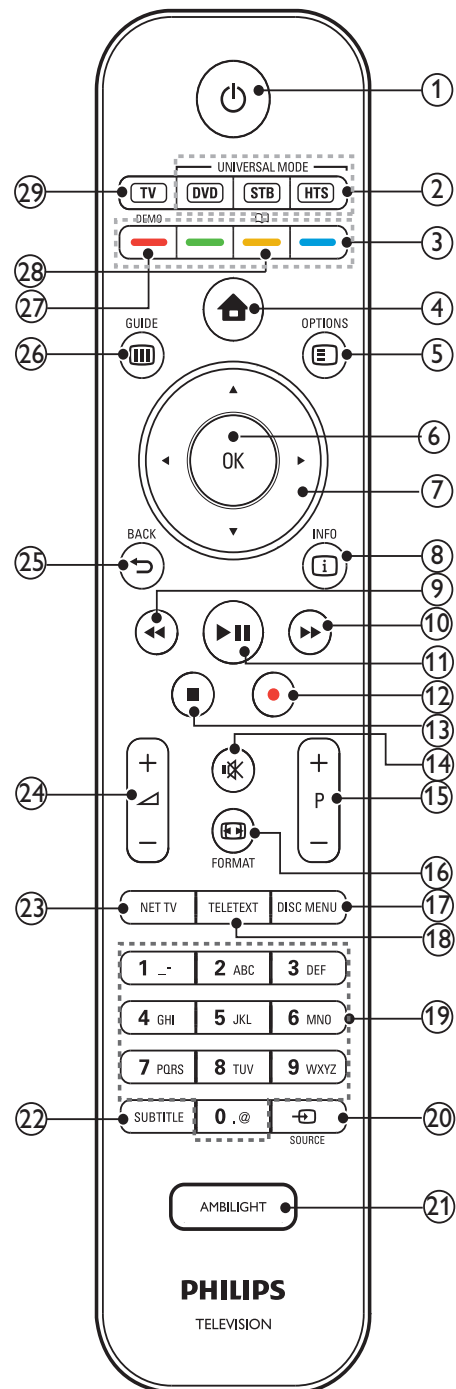 1
UNIVERSAL MODE
29 TV DVD STB HTS 2
DEMO
3
28
27
4
GUIDE OPTIONS
26 5
6
OK
7
BACK INFO
25 8
9
10
11
12
13
14
24 + + 15
P
− −
FORMAT 16
23 NET TV TELETEXT DISC MENU 17
18
1 _- 2 ABC 3 DEF
4 GHI 5 JKL 6 MNO 19
7 PQRS 8 TUV 9 WXYZ
22 SUBTITLE 0 .@ 20
SOURCE
AMBILIGHT 21
PHILIPS
TELEVISION